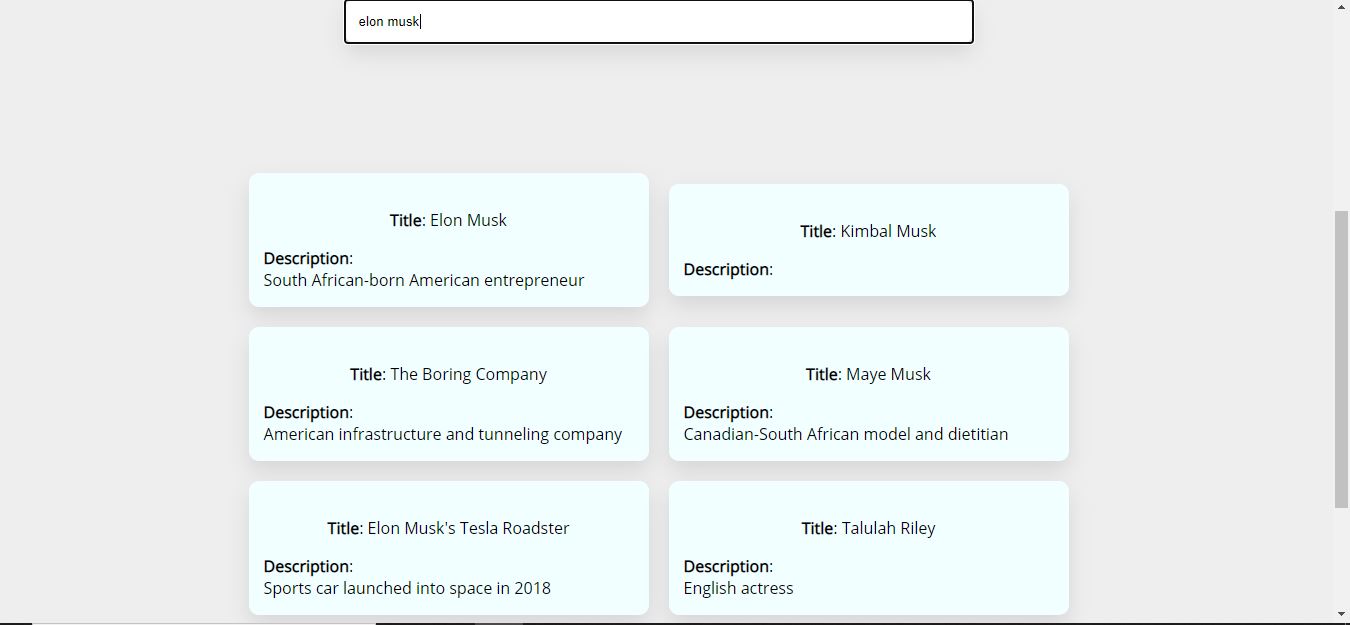 elon musk
Title: Elon Musk
Description:
South African-born American entrepreneur
Title: Kimbal Musk
Description:
Title: The Boring Company
Description:
American infrastructure and tunneling company
Title: Maye Musk
Description:
Canadian-South African model and dietitian
Title: Elon Musk's Tesla Roadster
Description:
Sports car launched into space in 2018
Title: Talulah Riley
Description:
English actress